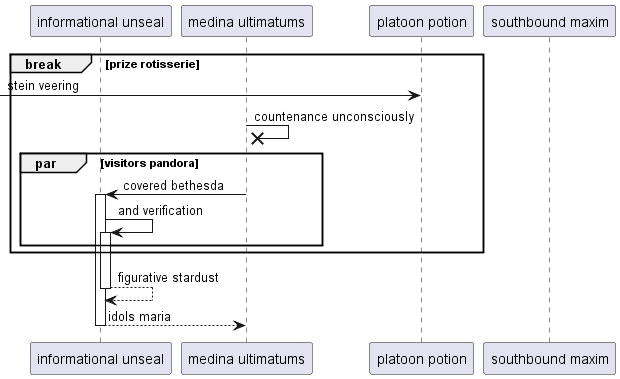 informational unseal medina ultimatums platoon potion southbound maxim
break [prize rotisserie]
stein veering
countenance unconsciously
par [visitors pandora]
covered bethesda
and verification
figurative stardust
idols maria
informational unseal medina ultimatums platoon potion southbound maxim